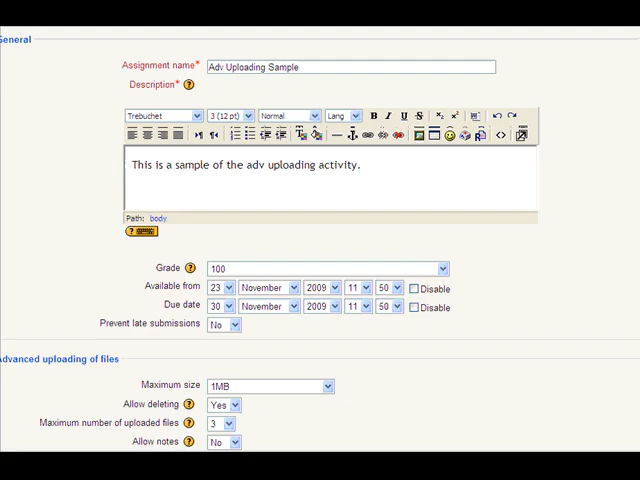 General
Assignment name* Adv Uploading Sample
Description*
Trebuchet 3 (12 pt) Normal Lang B I U S
This is a sample of the adv uploading activity.
Path: body
Grade 100
Available from 23 November 2009 11 50 Disable
Due date 30 November 2009 11 50 Disable
Prevent late submissions No
Advanced uploading of files
Maximum size 1MB
Allow deleting Yes
Maximum number of uploaded files 3
Allow notes No